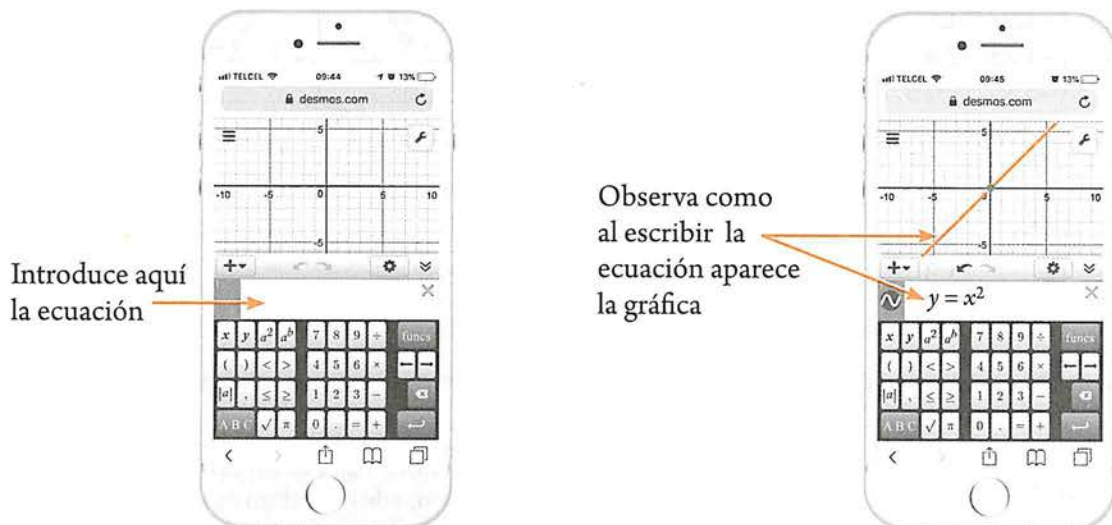 TELCEL 09:44 13%
desmos.com
5
-10 -5 0 5 10
-5
Introduce aquí
la ecuación
x y a² aᵇ 7 8 9 ÷ funcs
( ) < > 4 5 6 × ← →
|a| , ≤ ≥ 1 2 3 −
A B C √ π 0 . = +
TELCEL 09:45 13%
desmos.com
5
-10 -5 0 5 10
-5
Observa como
al escribir la
ecuación aparece
la gráfica
y = x²
x y a² aᵇ 7 8 9 ÷ funcs
( ) < > 4 5 6 × ← →
|a| , ≤ ≥ 1 2 3 −
A B C √ π 0 . = +